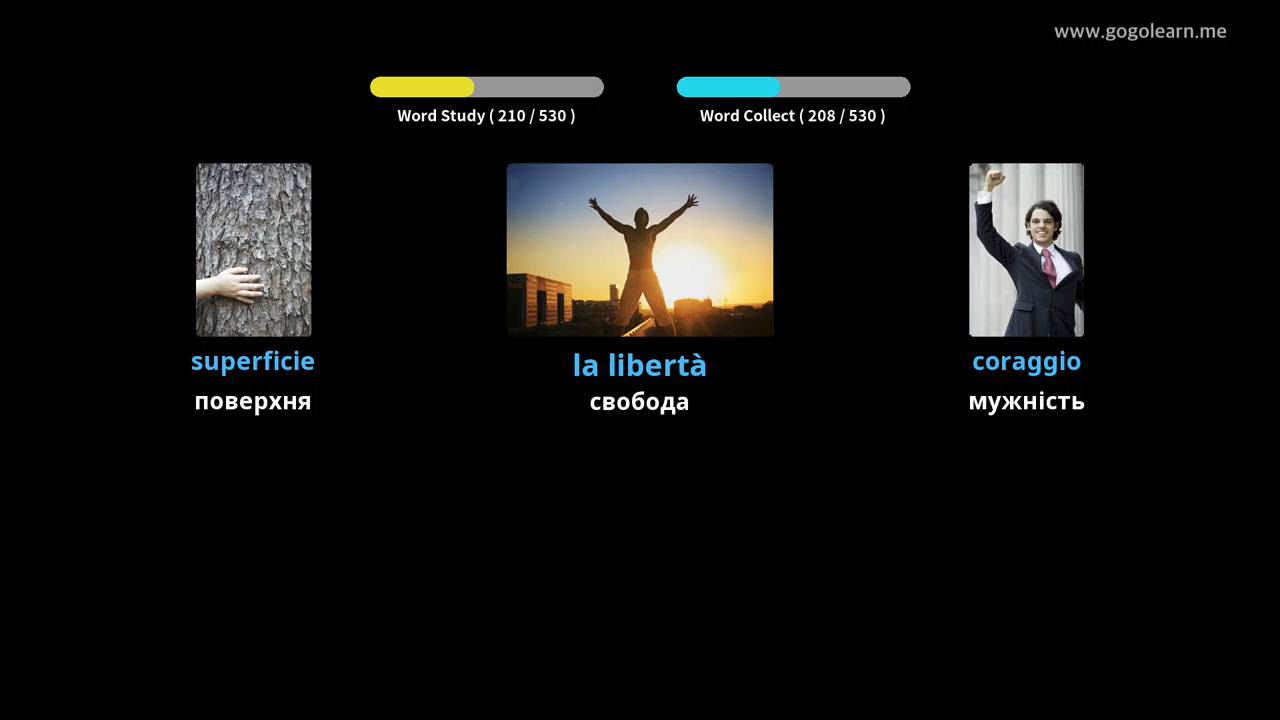 www.gogolearn.me
Word Study ( 210 / 530 )
Word Collect ( 208 / 530 )
superficie
поверхня
la libertà
свобода
coraggio
мужність